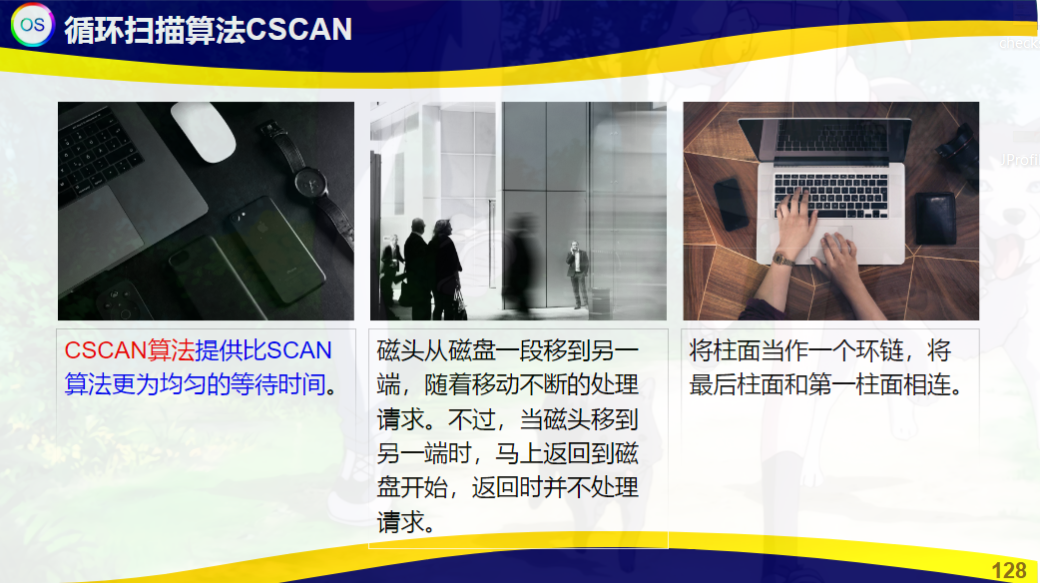 OS
循环扫描算法CSCAN
check
JProfi
CSCAN算法提供比SCAN
算法更为均匀的等待时间。
磁头从磁盘一段移到另一
端，随着移动不断的处理
请求。不过，当磁头移到
另一端时，马上返回到磁
盘开始，返回时并不处理
请求。
将柱面当作一个环链，将
最后柱面和第一柱面相连。
128